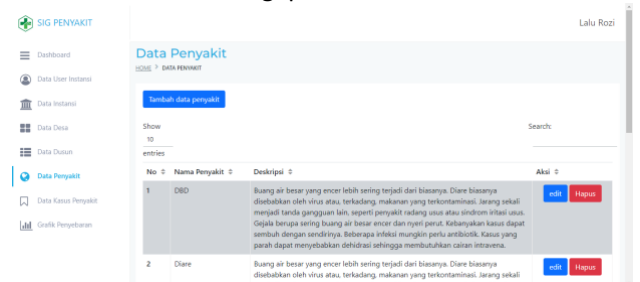 SIG PENYAKIT
Lalu Rozi
Dashboard
Data User Instansi
Data Instansi
Data Desa
Data Dusun
Data Penyakit
Data Kasus Penyakit
Grafik Penyebaran
Data Penyakit
HOME > DATA PENYAKIT
Tambah data penyakit
Show
10
entries
Search:
No Nama Penyakit Deskripsi Aksi
1 DBD Buang air besar yang encer lebih sering terjadi dari biasanya. Diare biasanya edit Hapus
disebabkan oleh virus atau, terkadang, makanan yang terkontaminasi. Jarang sekali
menjadi tanda gangguan lain, seperti penyakit radang usus atau sindrom iritasi usus.
Gejala berupa sering buang air besar encer dan nyeri perut. Kebanyakan kasus dapat
sembuh dengan sendirinya. Beberapa infeksi mungkin perlu antibiotik. Kasus yang
parah dapat menyebabkan dehidrasi sehingga membutuhkan cairan intravena.
2 Diare Buang air besar yang encer lebih sering terjadi dari biasanya. Diare biasanya edit Hapus
disebabkan oleh virus atau, terkadang, makanan yang terkontaminasi. Jarang sekali